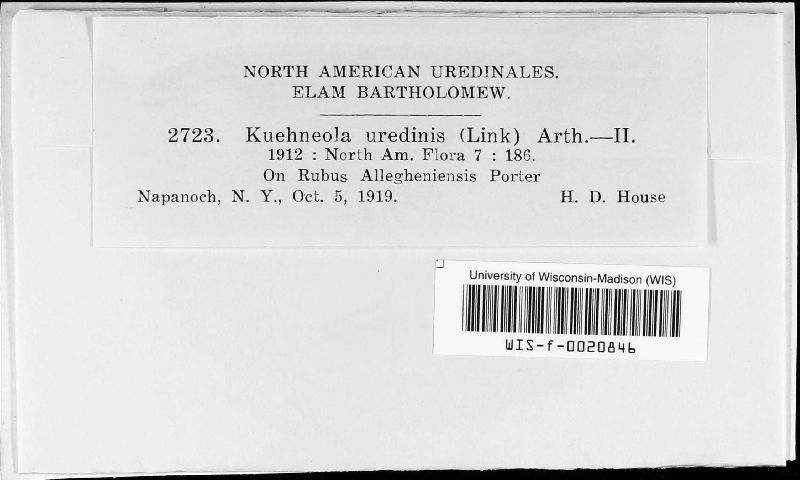 NORTH AMERICAN UREDINALES.
ELAM BARTHOLOMEW.
2723. Kuehneola uredinis (Link) Arth.—II.
1912 : North Am. Flora 7 : 186.
On Rubus Allegheniensis Porter
Napanoch, N. Y., Oct. 5, 1919. H. D. House
University of Wisconsin-Madison (WIS)
WIS-f-0020846